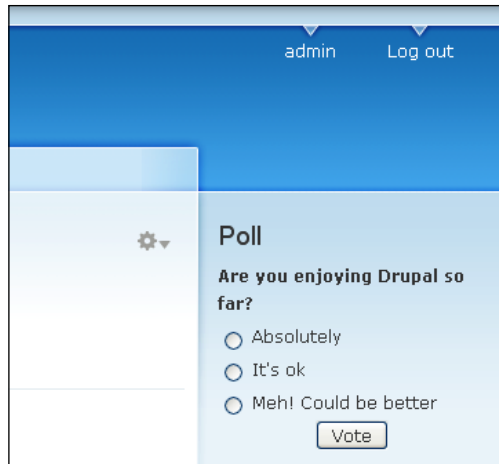 admin Log out
Poll
Are you enjoying Drupal so
far?
Absolutely
It's ok
Meh! Could be better
Vote